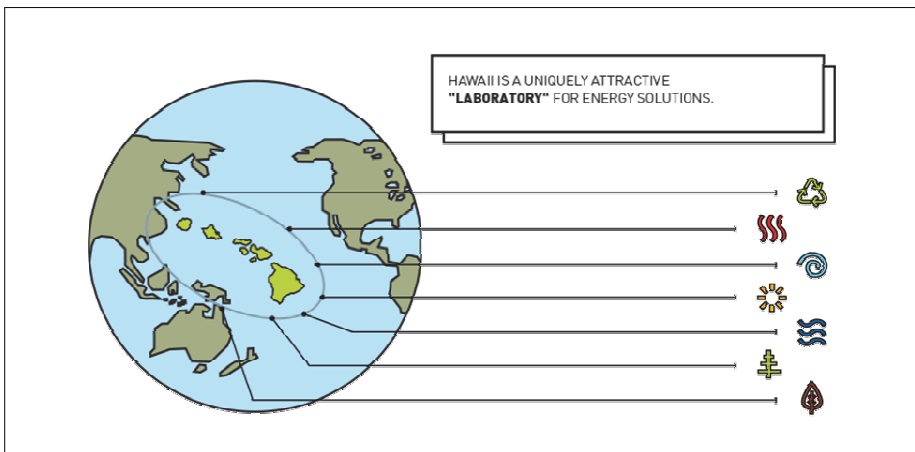 HAWAII IS A UNIQUELY ATTRACTIVE
"LABORATORY" FOR ENERGY SOLUTIONS.